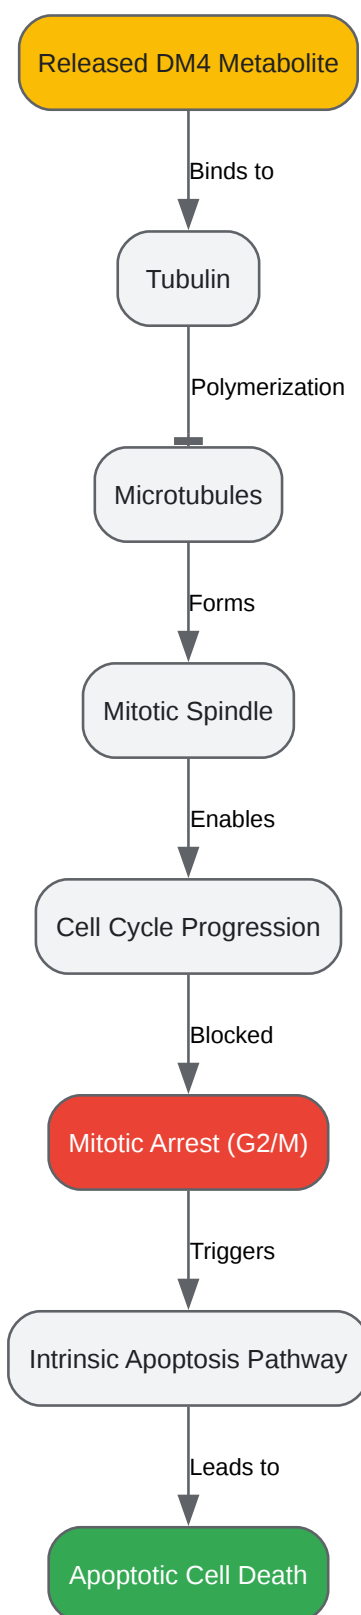 Released DM4 Metabolite
Binds to
Tubulin
Polymerization
Microtubules
Forms
Mitotic Spindle
Enables
Cell Cycle Progression
Blocked
Mitotic Arrest (G2/M)
Triggers
Intrinsic Apoptosis Pathway
Leads to
Apoptotic Cell Death